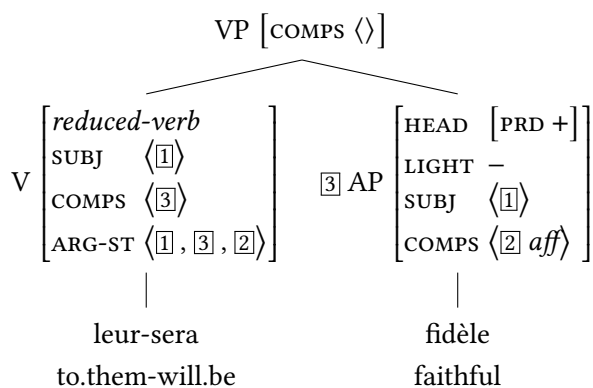 VP [COMPS ⟨⟩]
V [reduced-verb
SUBJ ⟨1⟩
COMPS ⟨3⟩
ARG-ST ⟨1, 3, 2⟩]
3 AP [HEAD [PRD +]
LIGHT –
SUBJ ⟨1⟩
COMPS ⟨2 aff⟩]
leur-sera
to.them-will.be
fidèle
faithful